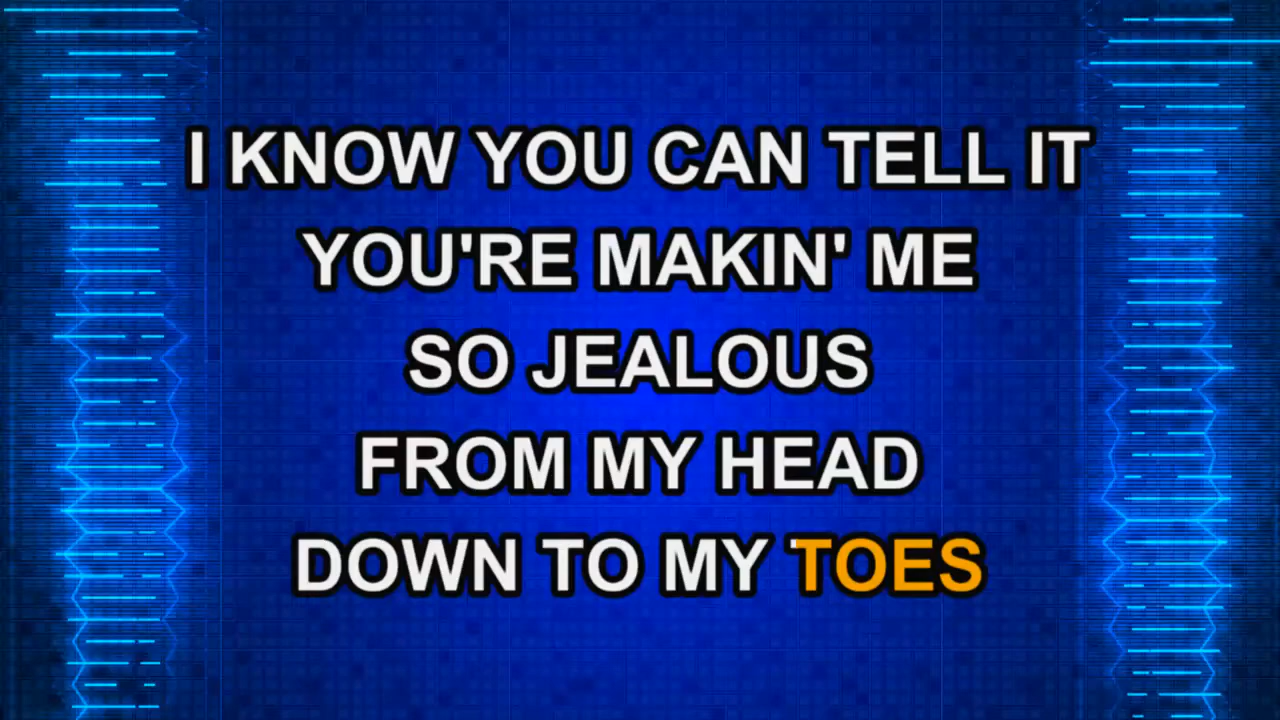 I KNOW YOU CAN TELL IT
YOU'RE MAKIN' ME
SO JEALOUS
FROM MY HEAD
DOWN TO MY TOES